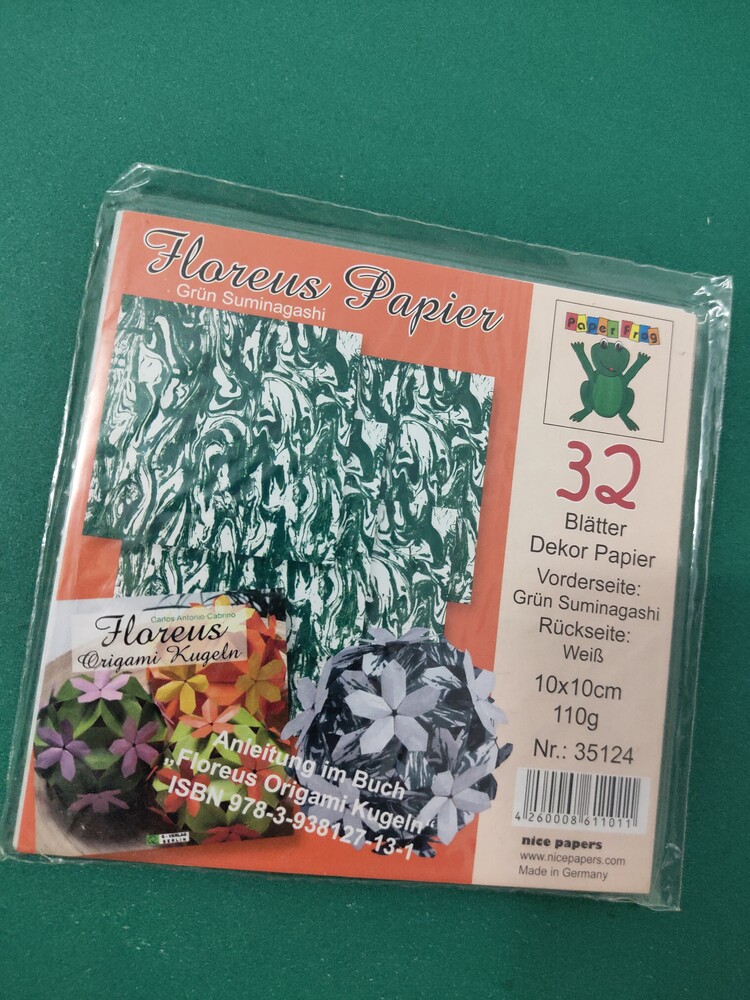 Floreus Papier
Grün Suminagashi
Paper Frog
32
Blätter
Dekor Papier
Vorderseite:
Grün Suminagashi
Rückseite:
Weiß
10x10cm
110g
Nr.: 35124
4 260008 611011
nice papers
www.nicepapers.com
Made in Germany
Carlos Antonio Cabrino
Floreus
Origami Kugeln
Anleitung im Buch
„Floreus Origami Kugeln“
ISBN 978-3-938127-13-1
VERLAG
BERLIN